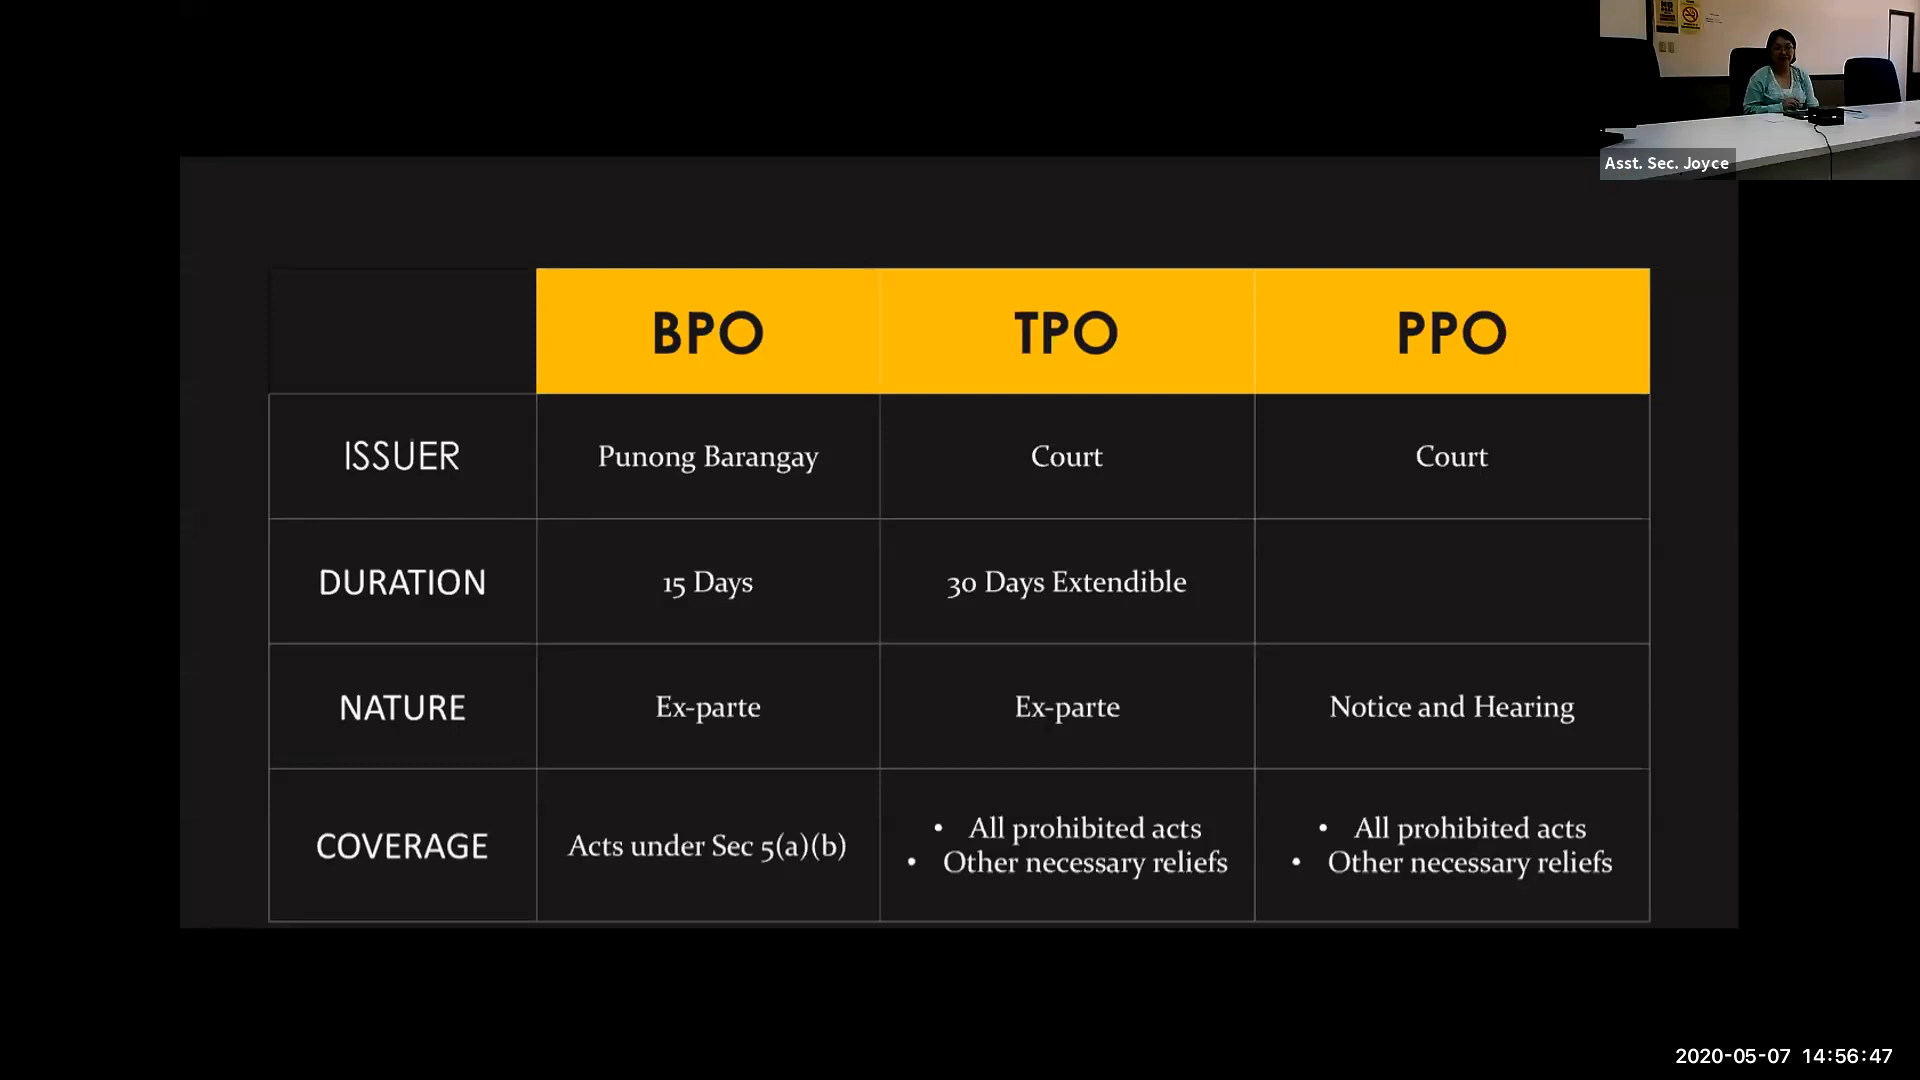 Asst. Sec. Joyce
BPO TPO PPO
ISSUER Punong Barangay Court Court
DURATION 15 Days 30 Days Extendible
NATURE Ex-parte Ex-parte Notice and Hearing
COVERAGE Acts under Sec 5(a)(b) • All prohibited acts • All prohibited acts
• Other necessary reliefs • Other necessary reliefs
2020-05-07 14:56:47